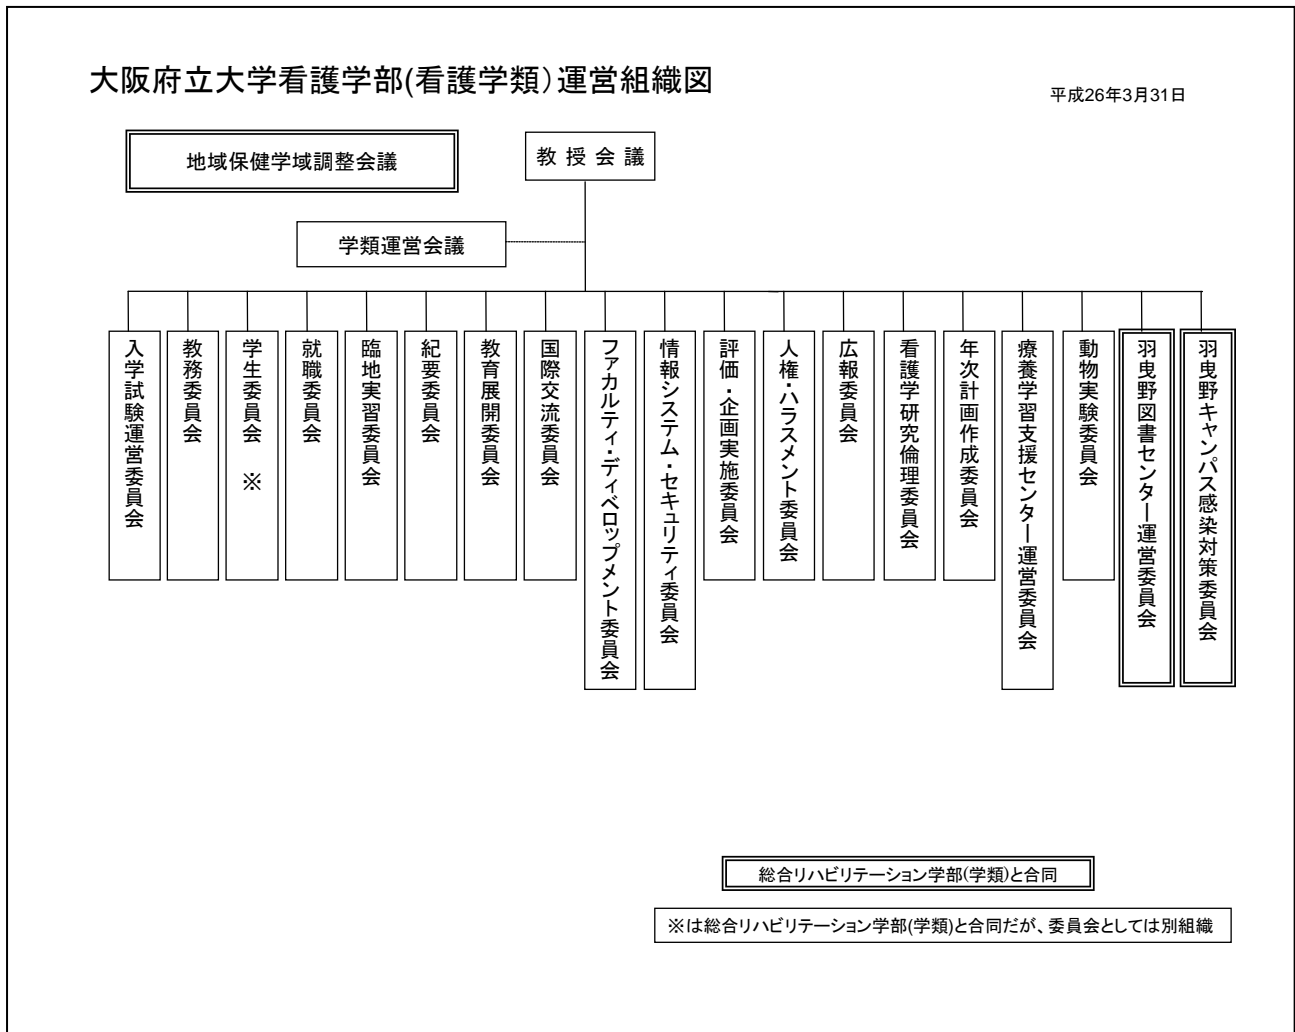 大阪府立大学看護学部(看護学類)運営組織図
平成26年3月31日
地域保健学域調整会議
教授会議
学類運営会議
入学試験運営委員会
教務委員会
学生委員会 ※
就職委員会
臨地実習委員会
紀要委員会
教育展開委員会
国際交流委員会
ファカルティ・ディベロップメント委員会
情報システム・セキュリティ委員会
評価・企画実施委員会
人権・ハラスメント委員会
広報委員会
看護学研究倫理委員会
年次計画作成委員会
療養学習支援センター運営委員会
動物実験委員会
羽曳野図書センター運営委員会
羽曳野キャンパス感染対策委員会
総合リハビリテーション学部(学類)と合同
※は総合リハビリテーション学部(学類)と合同だが、委員会としては別組織